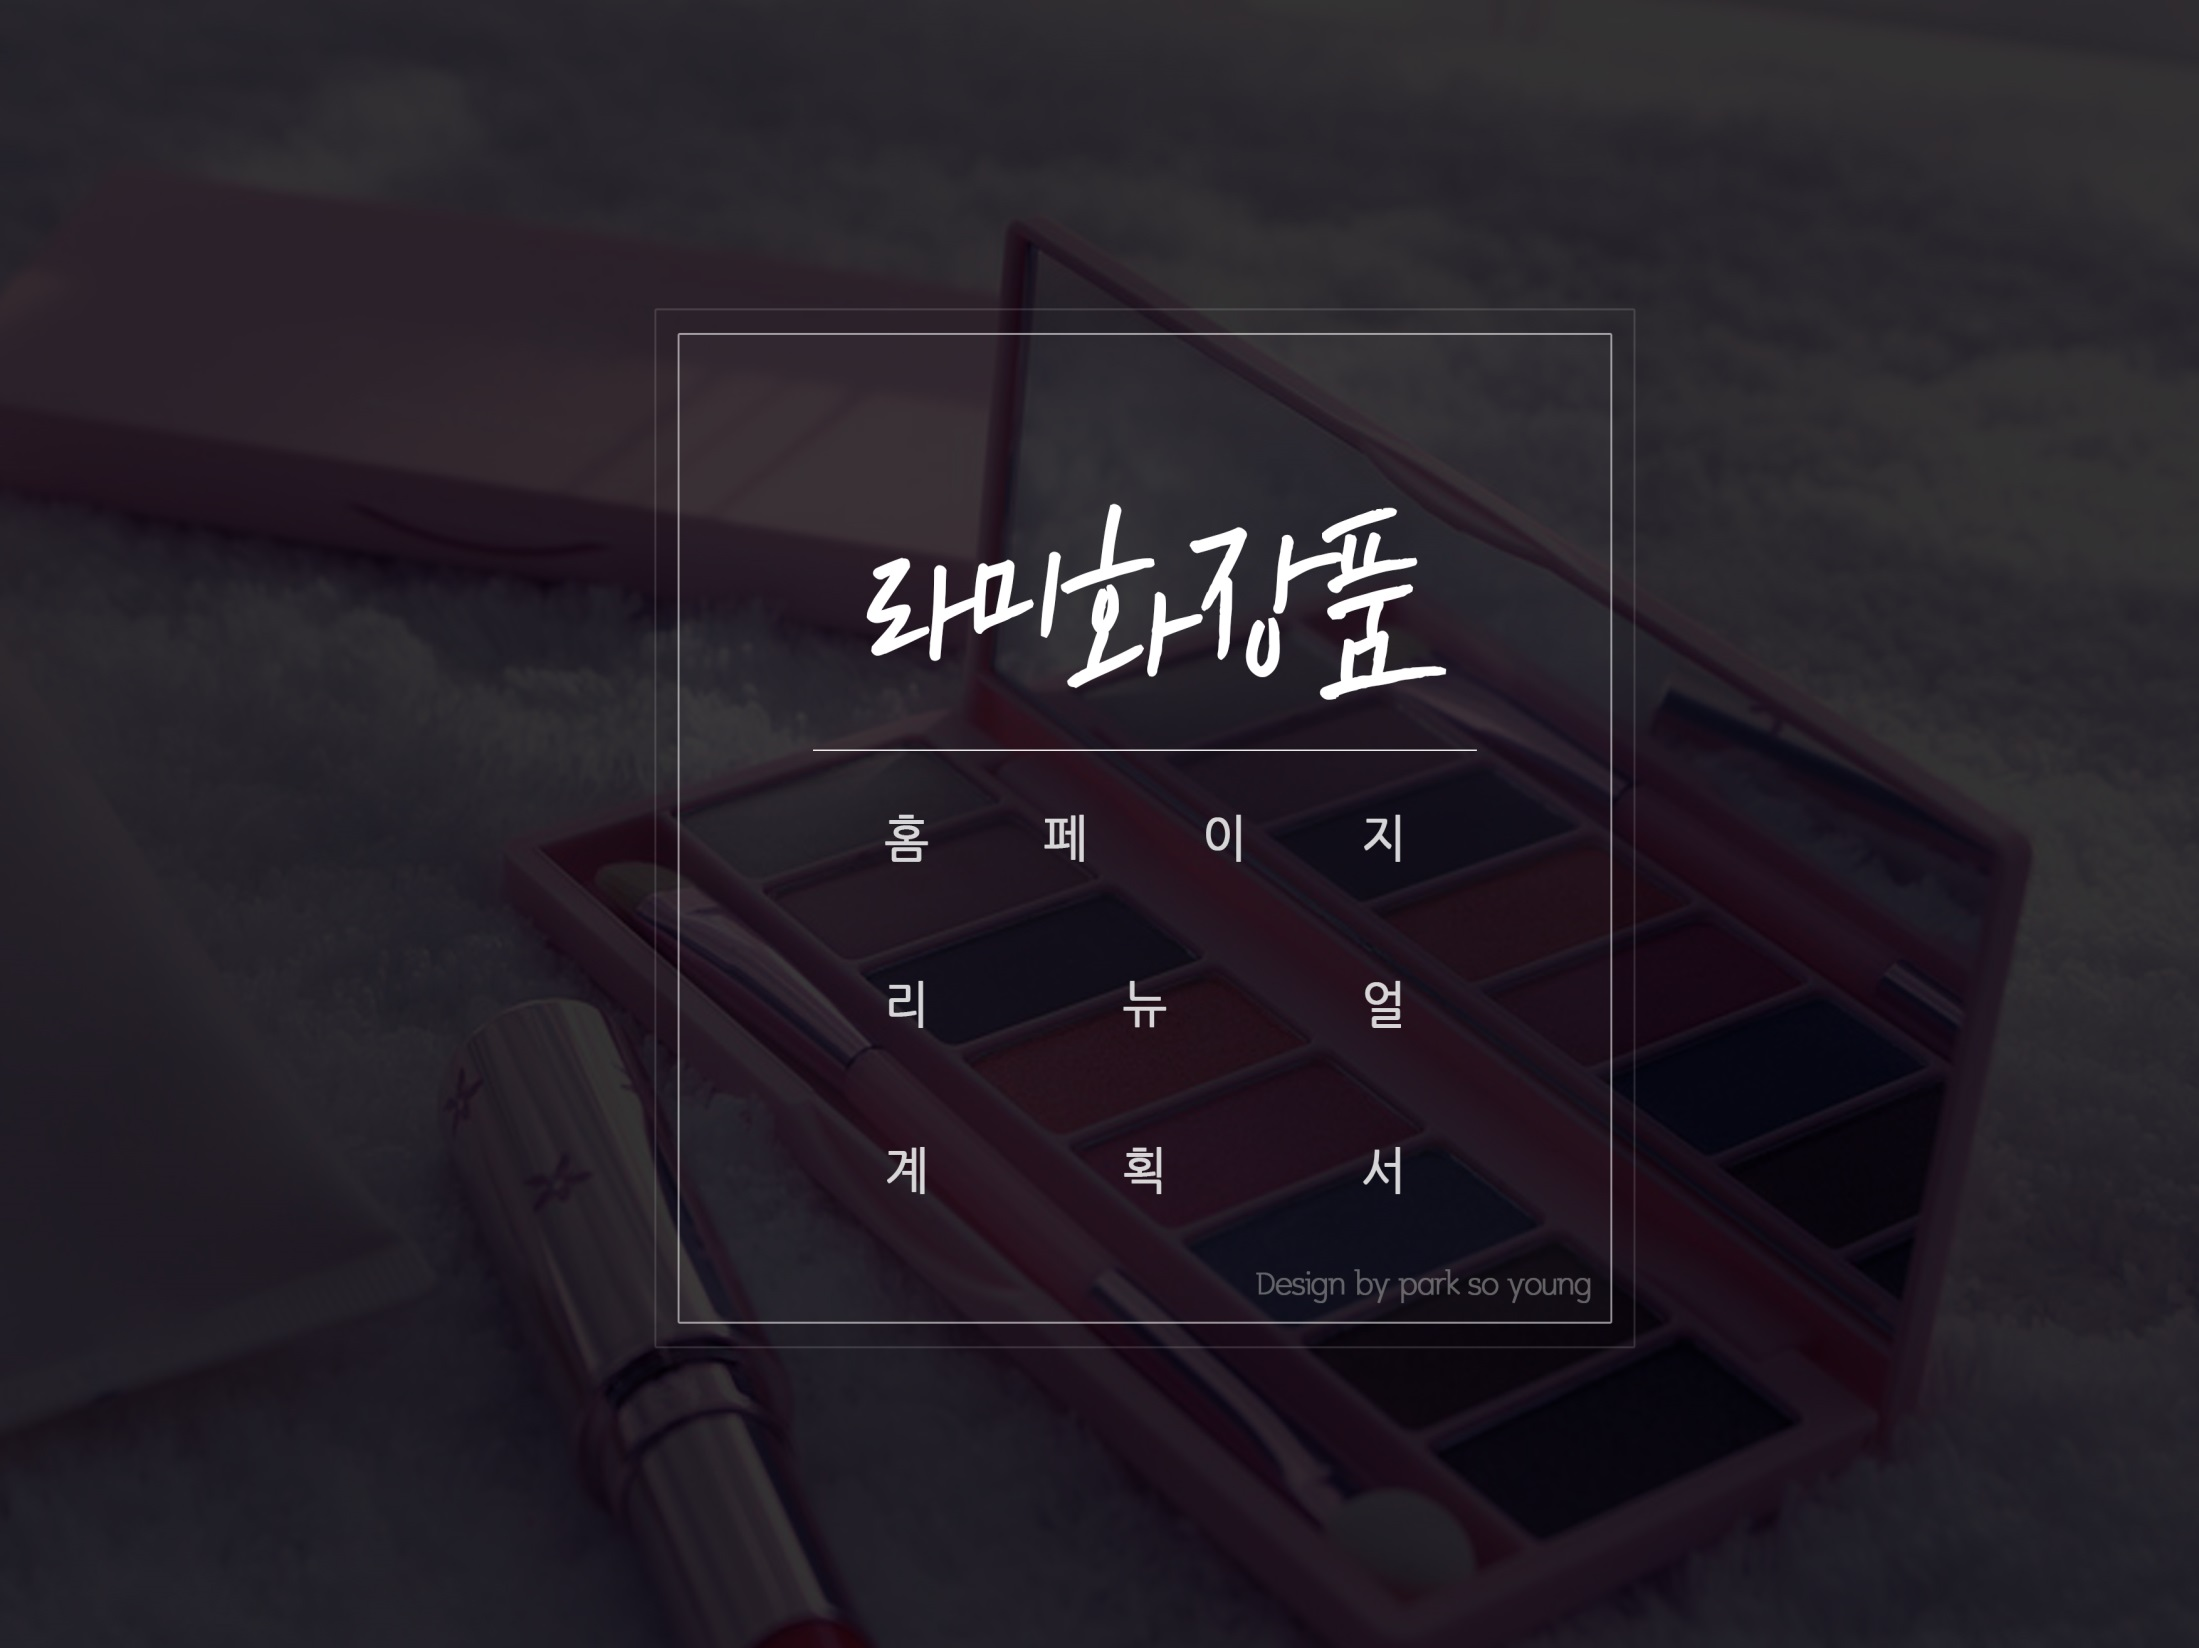 라미화장품
홈 페 이 지
리 뉴 얼
계 획 서
Design by park so young